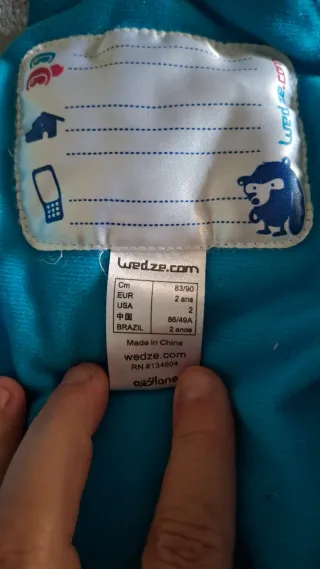 wedze.com
wedze.com
Cm 83/90
EUR 2 ans
USA 2
中国 86/49A
BRAZIL 2 anos
Made in China
wedze.com
RN #134604